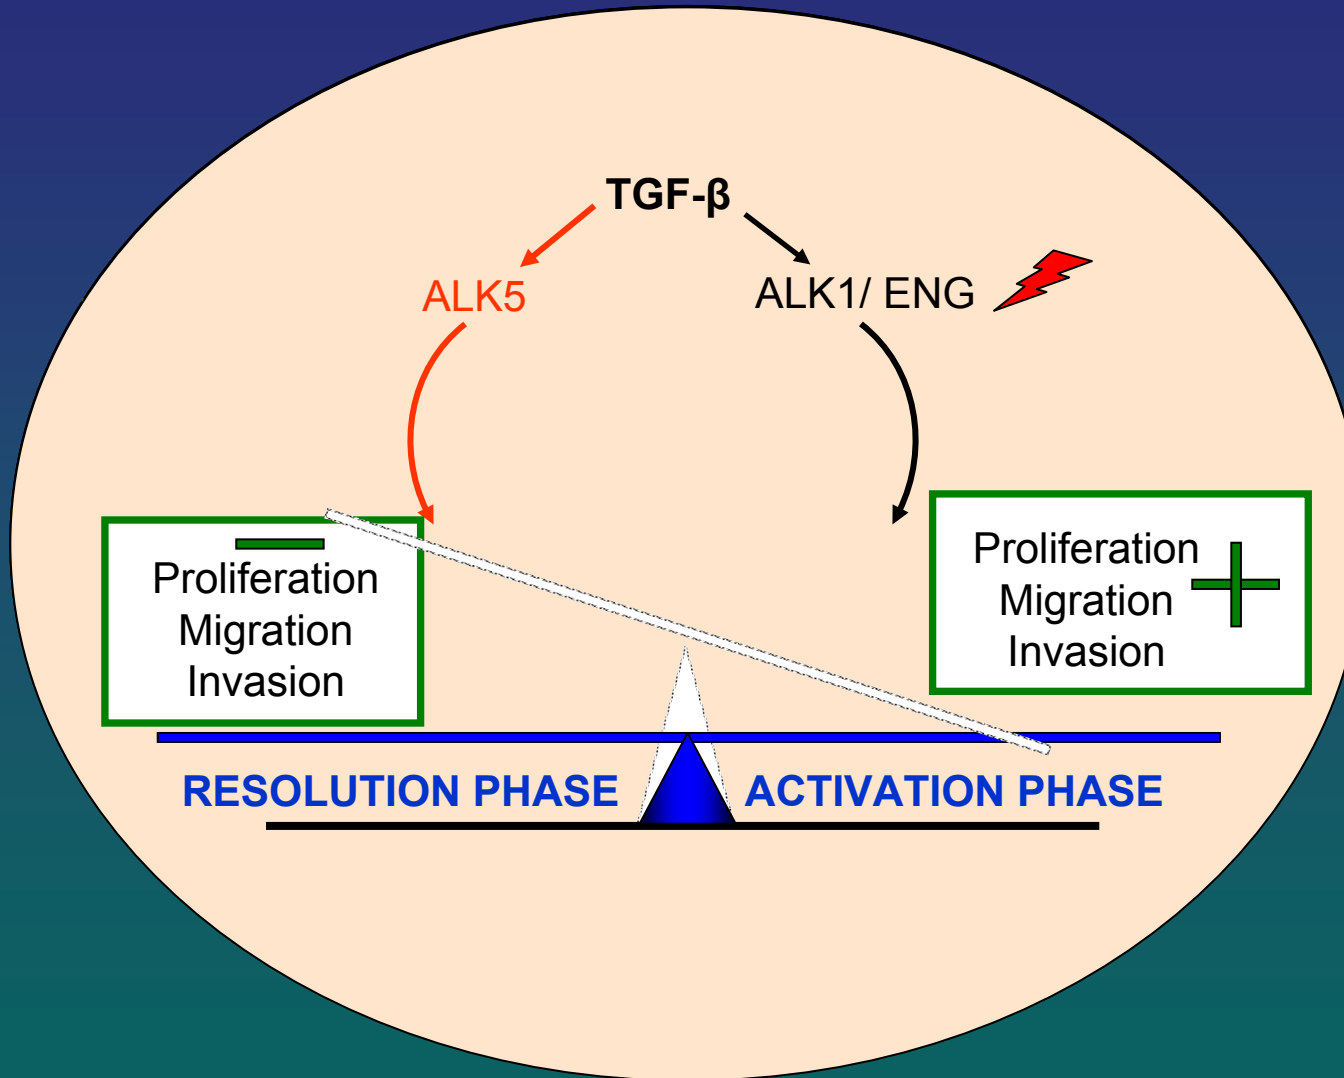 TGF-β
ALK5
ALK1/ ENG
Proliferation
Migration
Invasion
Proliferation
Migration
Invasion
RESOLUTION PHASE
ACTIVATION PHASE